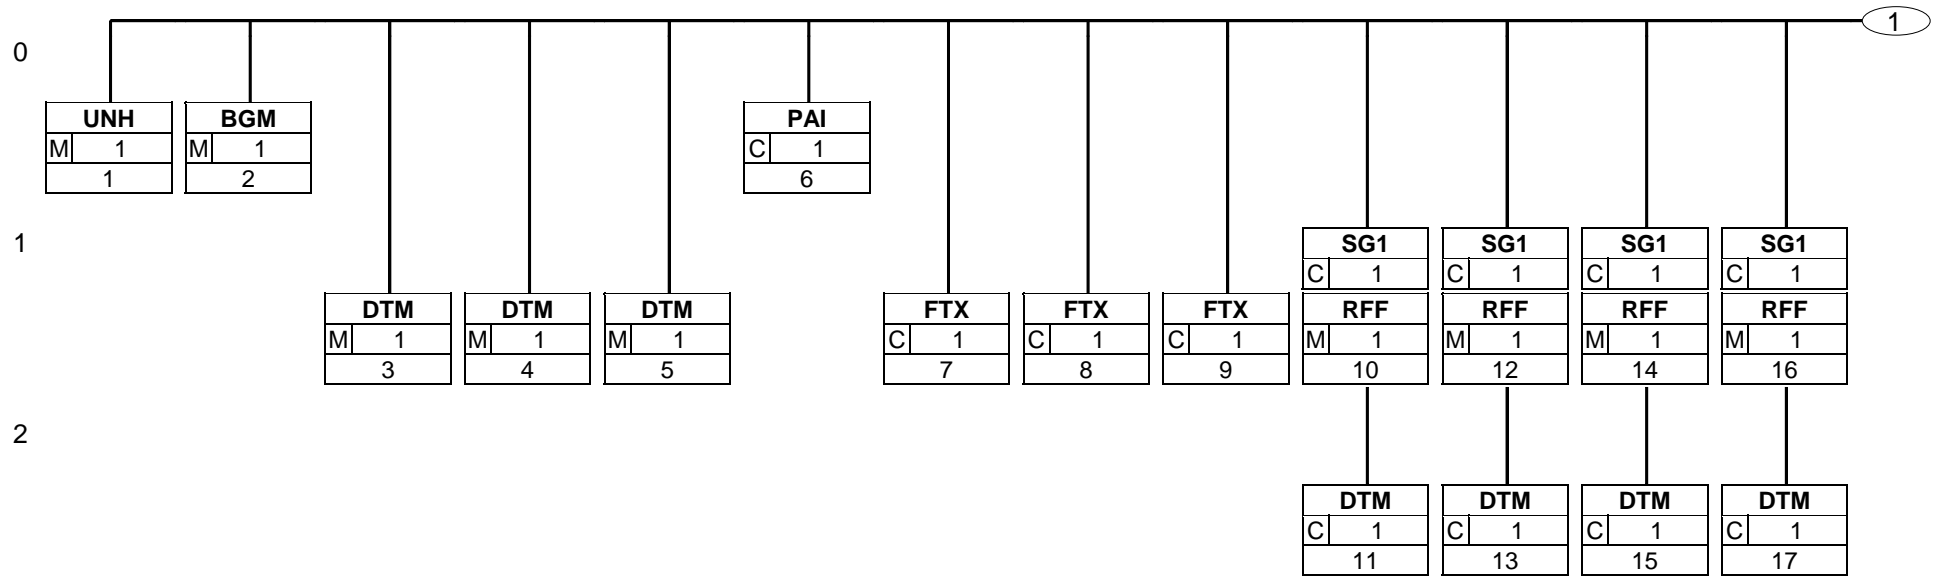 1
0
UNH BGM PAI
M 1 M 1 C 1
1 2 6
1
SG1 SG1 SG1 SG1
C 1 C 1 C 1 C 1
DTM DTM DTM FTX FTX FTX RFF RFF RFF RFF
M 1 M 1 M 1 C 1 C 1 C 1 M 1 M 1 M 1 M 1
3 4 5 7 8 9 10 12 14 16
2
DTM DTM DTM DTM
C 1 C 1 C 1 C 1
11 13 15 17